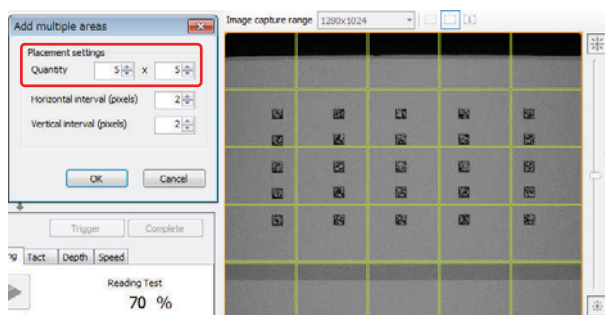 Add multiple areas
Placement settings
Quantity 5 x 5
Horizontal interval (pixels) 2
Vertical interval (pixels) 2
OK Cancel
Trigger Complete
Tact Depth Speed
Reading Test
70 %
Image capture range 1280x1024